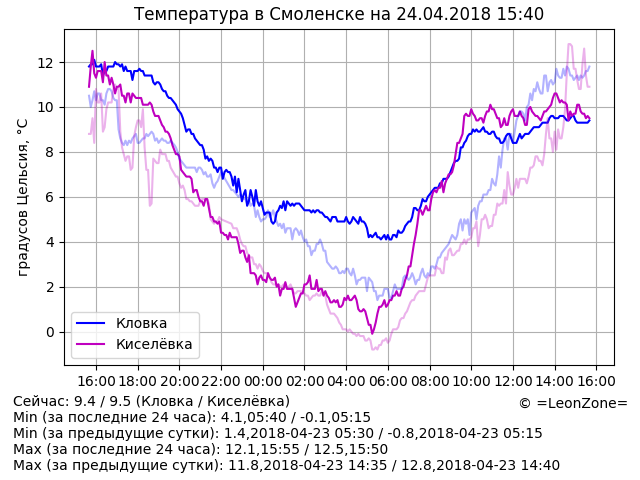 Температура в Смоленске на 24.04.2018 15:40
градусов Цельсия, °C
12
10
8
6
4
2
0
Кловка
Киселёвка
16:00 18:00 20:00 22:00 00:00 02:00 04:00 06:00 08:00 10:00 12:00 14:00 16:00
Сейчас: 9.4 / 9.5 (Кловка / Киселёвка)
© =LeonZone=
Min (за последние 24 часа): 4.1,05:40 / -0.1,05:15
Min (за предыдущие сутки): 1.4,2018-04-23 05:30 / -0.8,2018-04-23 05:15
Max (за последние 24 часа): 12.1,15:55 / 12.5,15:50
Max (за предыдущие сутки): 11.8,2018-04-23 14:35 / 12.8,2018-04-23 14:40